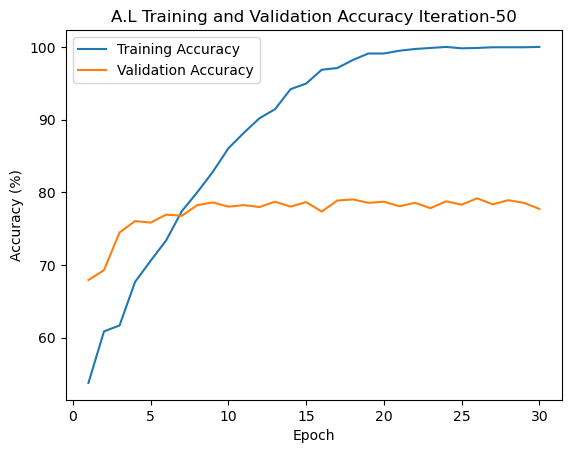 A.L Training and Validation Accuracy Iteration-50
Training Accuracy
Validation Accuracy
Accuracy (%)
100
90
80
70
60
0 5 10 15 20 25 30
Epoch